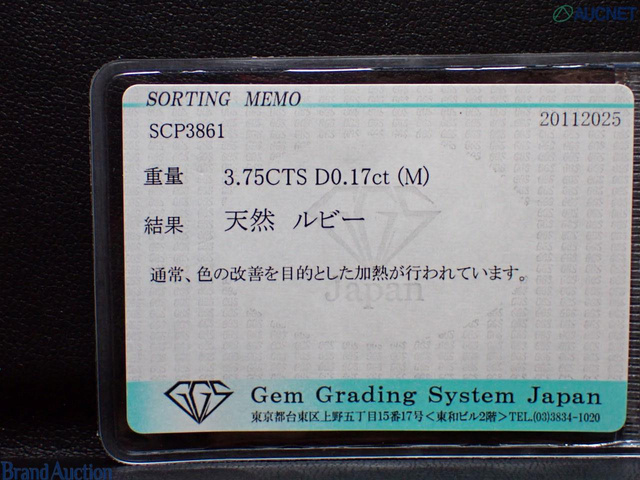 AUCNET
SORTING MEMO
SCP3861
20112025
重量 3.75CTS D0.17ct (M)
結果 天然 ルビー
通常、色の改善を目的とした加熱が行われています。
Japan
GGS Gem Grading System Japan
東京都台東区上野五丁目15番17号＜東和ビル2階＞TEL.(03)3834-1020
Brand Auction